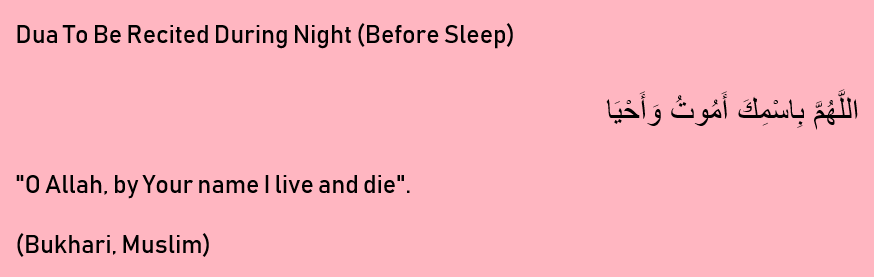 Dua To Be Recited During Night (Before Sleep)
اللَّهُمَّ بِاسْمِكَ أَمُوتُ وَأَحْيَا
"O Allah, by Your name I live and die".
(Bukhari, Muslim)